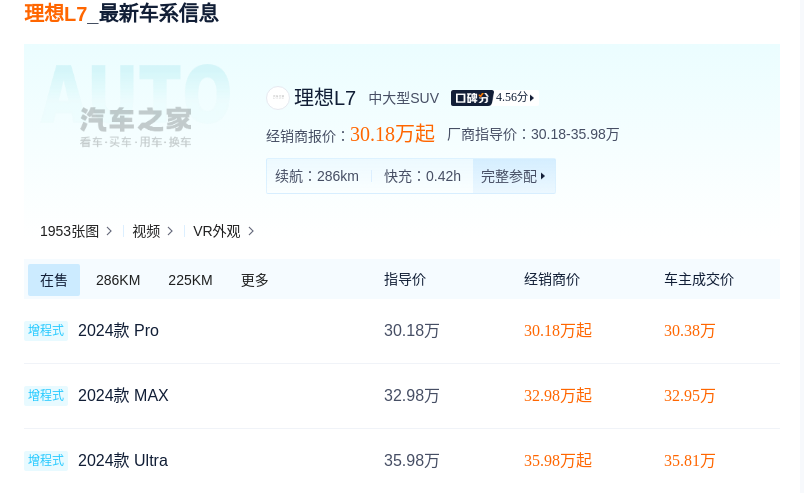 理想L7_最新车系信息
AUTO
汽车之家
看车·买车·用车·换车
理想L7 中大型SUV 口碑分 4.56分
经销商报价：30.18万起 厂商指导价：30.18-35.98万
续航：286km 快充：0.42h 完整参配
1953张图 视频 VR外观
在售 286KM 225KM 更多 指导价 经销商价 车主成交价
增程式 2024款 Pro 30.18万 30.18万起 30.38万
增程式 2024款 MAX 32.98万 32.98万起 32.95万
增程式 2024款 Ultra 35.98万 35.98万起 35.81万